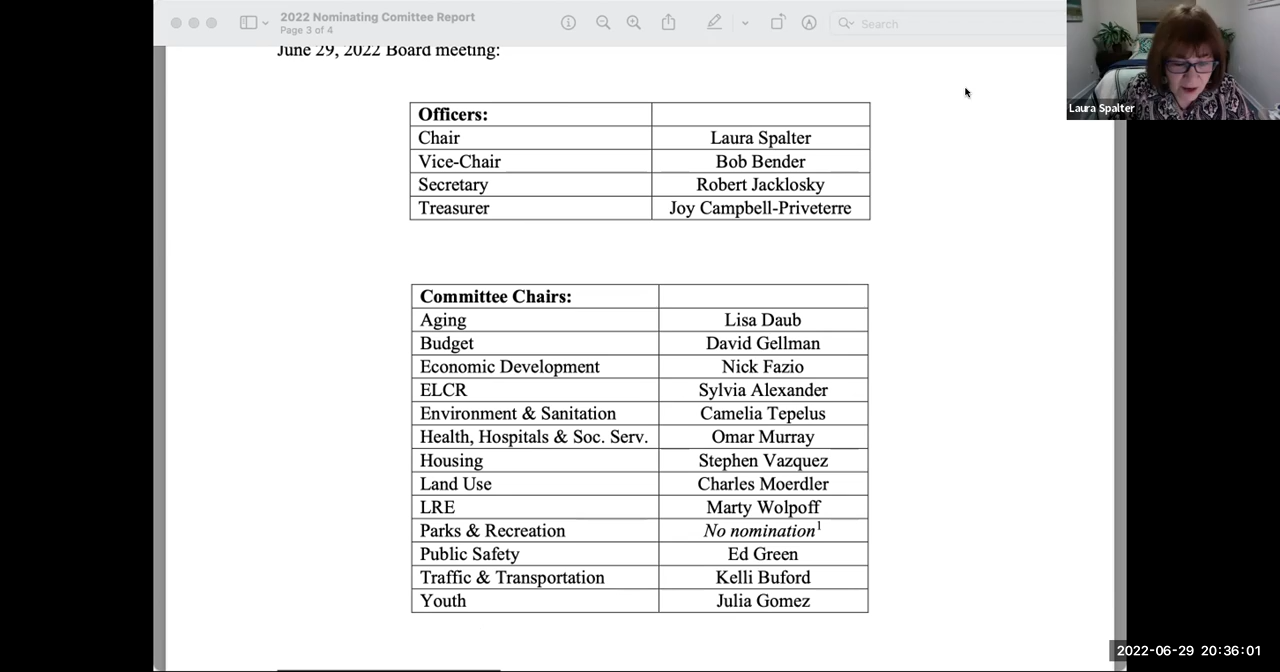 2022 Nominating Comittee Report
Page 3 of 4
Search
Laura Spalter
June 29, 2022 Board meeting:
Officers:
Chair Laura Spalter
Vice-Chair Bob Bender
Secretary Robert Jacklosky
Treasurer Joy Campbell-Priveterre
Committee Chairs:
Aging Lisa Daub
Budget David Gellman
Economic Development Nick Fazio
ELCR Sylvia Alexander
Environment & Sanitation Camelia Tepelus
Health, Hospitals & Soc. Serv. Omar Murray
Housing Stephen Vazquez
Land Use Charles Moerdler
LRE Marty Wolpoff
Parks & Recreation No nomination¹
Public Safety Ed Green
Traffic & Transportation Kelli Buford
Youth Julia Gomez
2022-06-29 20:36:01